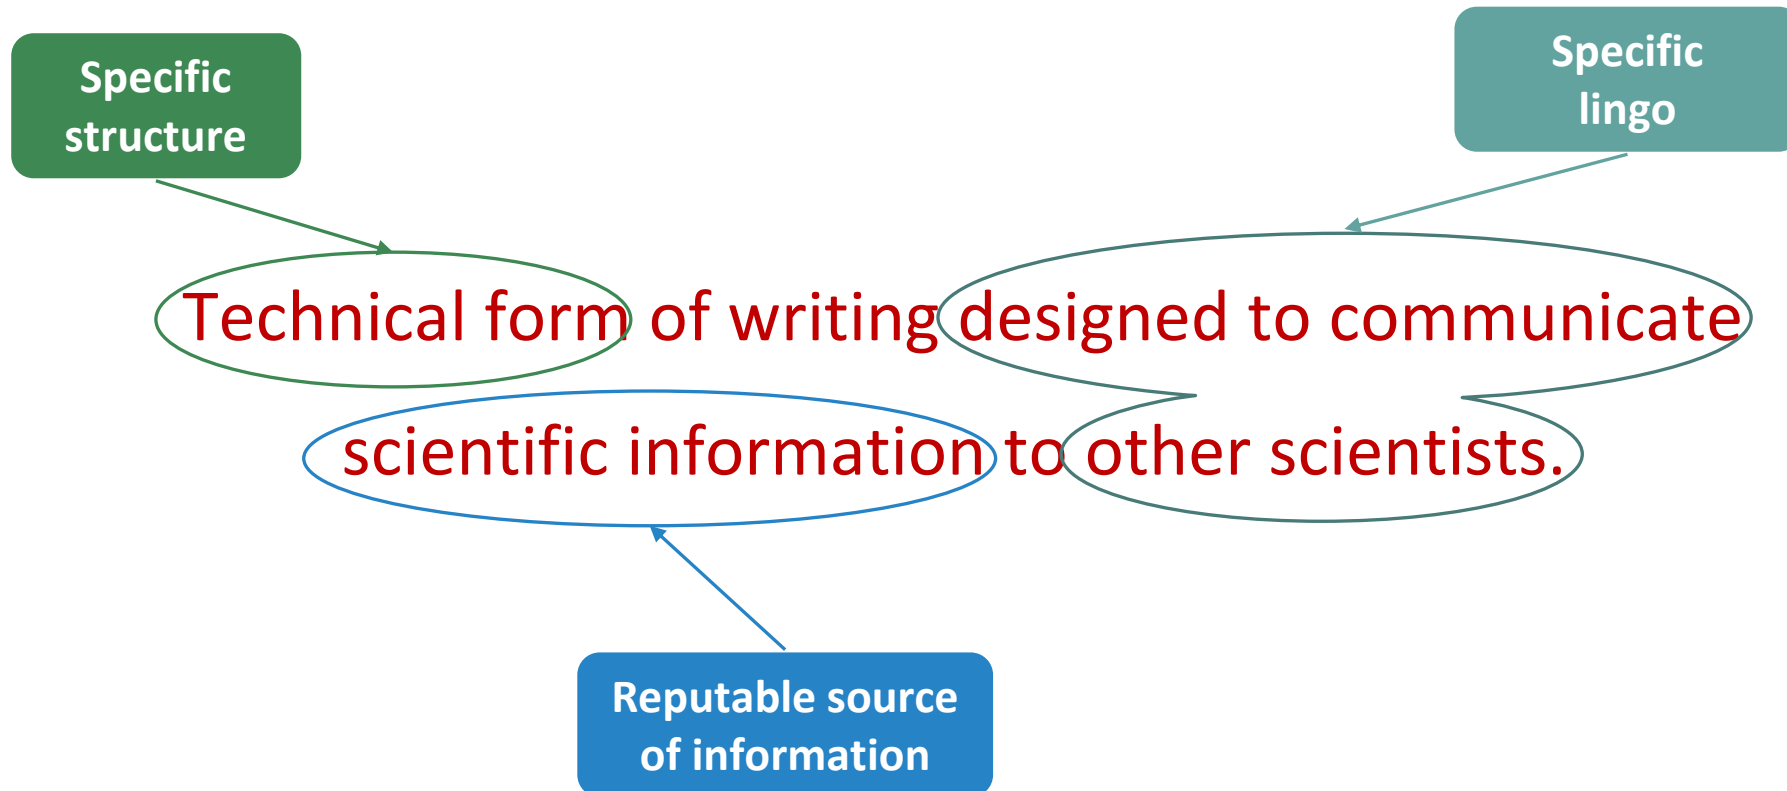 Specific
structure
Specific
lingo
Technical form of writing designed to communicate
scientific information to other scientists.
Reputable source
of information